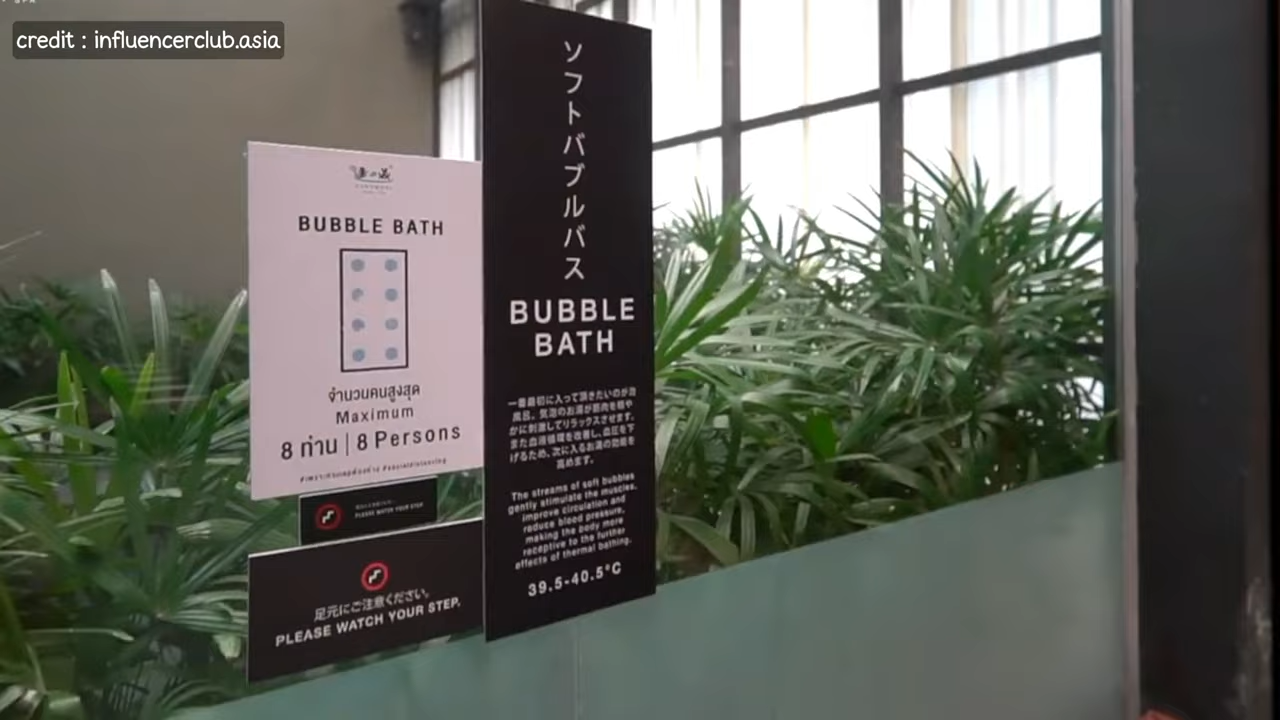 credit : influencerclub.asia
BUBBLE BATH
จำนวนคนสูงสุด
Maximum
8 ท่าน | 8 Persons
PLEASE WATCH YOUR STEP
足元にご注意ください。
PLEASE WATCH YOUR STEP.
ソフトバブルバス
BUBBLE
BATH
一番最初に入って頂きたいのが泡
風呂。気泡のお湯が筋肉を穏や
かに刺激してリラックスさせます。
また血液循環を改善し、血圧を下
げるため、次に入るお湯の効能を
高めます。
The streams of soft bubbles
gently stimulate the muscles,
improve circulation and
reduce blood pressure,
making the body more
receptive to the further
effects of thermal bathing.
39.5-40.5°C